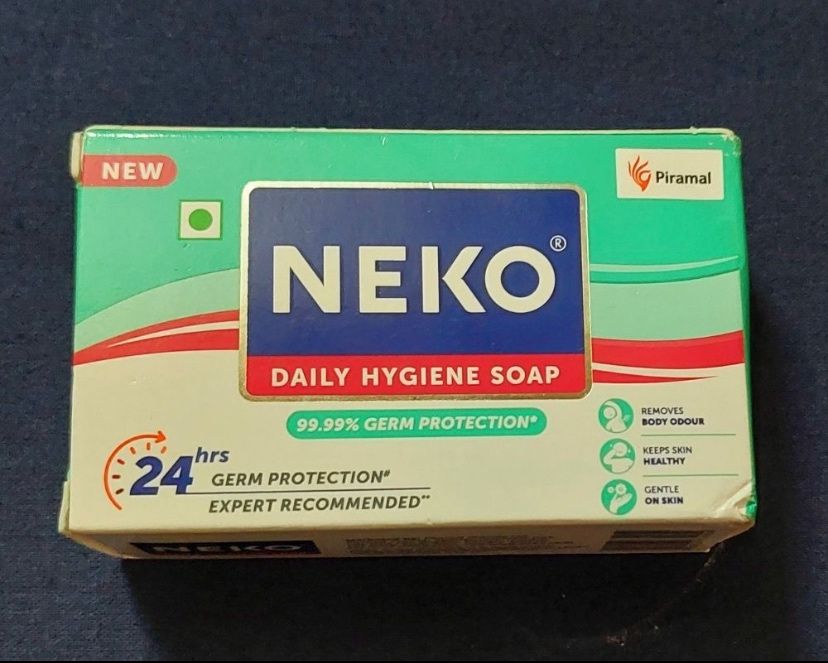 NEW
Piramal
NEKO®
DAILY HYGIENE SOAP
99.99% GERM PROTECTION*
24hrs
GERM PROTECTION#
EXPERT RECOMMENDED**
REMOVES
BODY ODOUR
KEEPS SKIN
HEALTHY
GENTLE
ON SKIN
NEKO